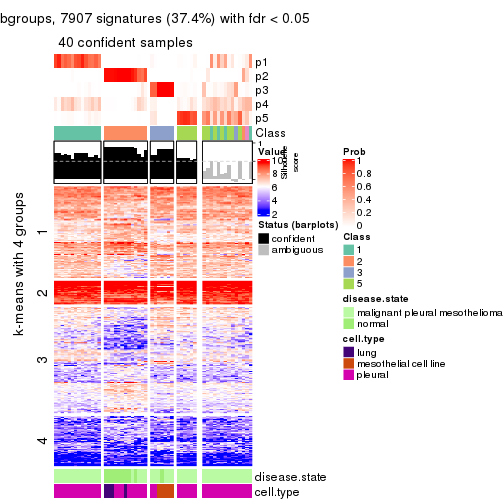 bgroups, 7907 signatures (37.4%) with fdr < 0.05
40 confident samples
p1
p2
p3
p4
p5
Class
1
Silhouette
score
k-means with 4 groups
1
2
3
4
disease.state
cell.type
Value
10
8
6
4
2
Status (barplots)
confident
ambiguous
Prob
1
0.8
0.6
0.4
0.2
0
Class
1
2
3
5
disease.state
malignant pleural mesothelioma
normal
cell.type
lung
mesothelial cell line
pleural